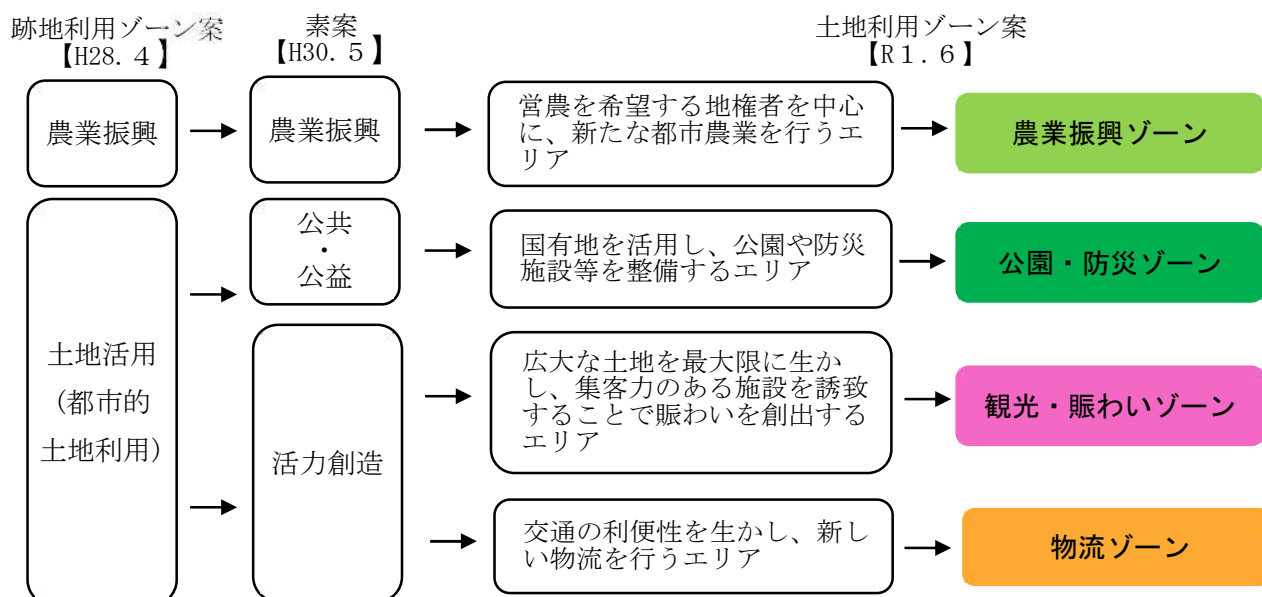 跡地利用ゾーン案
【H28.4】
素案
【H30.5】
土地利用ゾーン案
【R1.6】
農業振興
農業振興
営農を希望する地権者を中心
に、新たな都市農業を行うエ
リア
農業振興ゾーン
土地活用
(都市的
土地利用)
公共
・
公益
国有地を活用し、公園や防災
施設等を整備するエリア
公園・防災ゾーン
活力創造
広大な土地を最大限に生か
し、集客力のある施設を誘致
することで賑わいを創出する
エリア
観光・賑わいゾーン
交通の利便性を生かし、新し
い物流を行うエリア
物流ゾーン